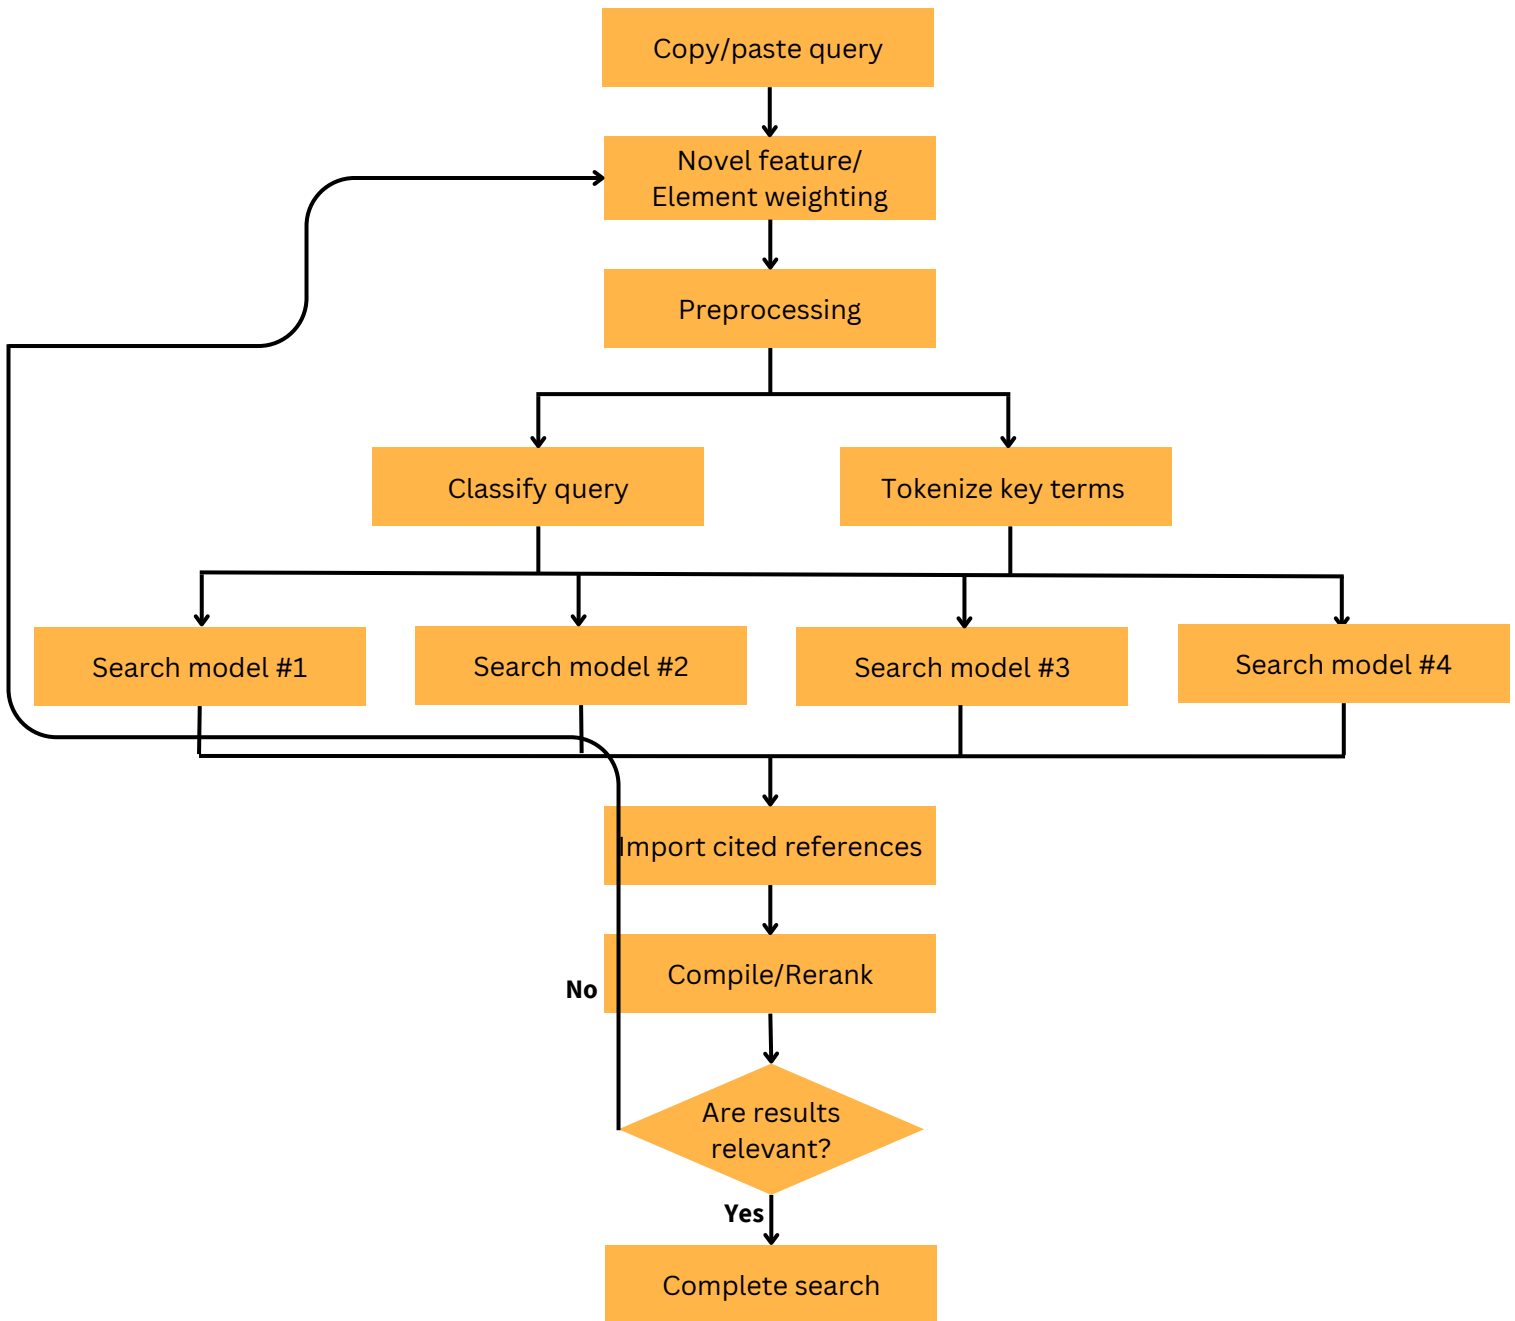 Copy/paste query
Novel feature/
Element weighting
Preprocessing
Classify query
Tokenize key terms
Search model #1
Search model #2
Search model #3
Search model #4
Import cited references
Compile/Rerank
No
Are results
relevant?
Yes
Complete search